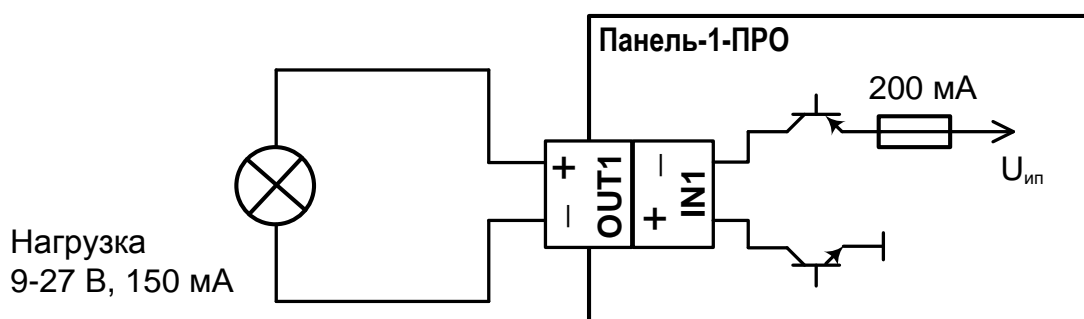 Панель-1-ПРО
200 мА
Uип
+
−
OUT1
−
+
IN1
Нагрузка
9-27 В, 150 мА